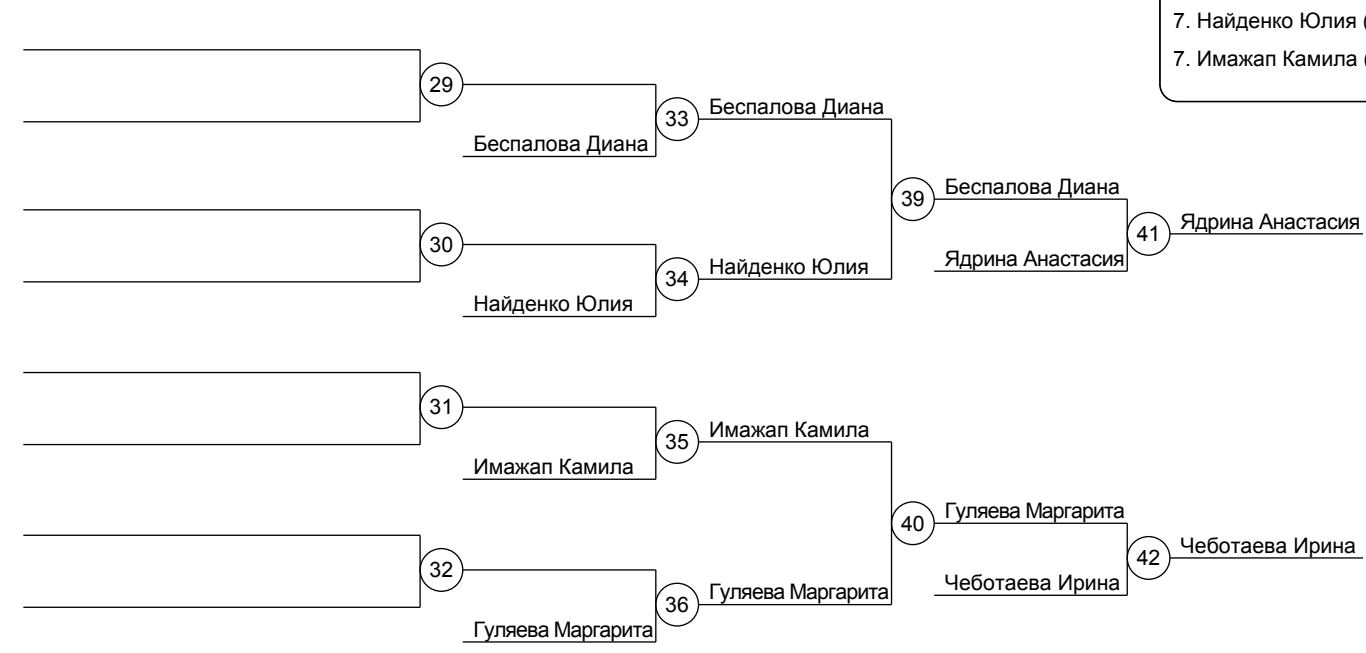 7. Найденко Юлия (
7. Имажап Камила (
29
Беспалова Диана
33
Беспалова Диана
39
Беспалова Диана
30
Найденко Юлия
34
Найденко Юлия
Ядрина Анастасия
41
Ядрина Анастасия
31
Имажап Камила
35
Имажап Камила
40
Гуляева Маргарита
32
Гуляева Маргарита
36
Гуляева Маргарита
Чеботаева Ирина
42
Чеботаева Ирина